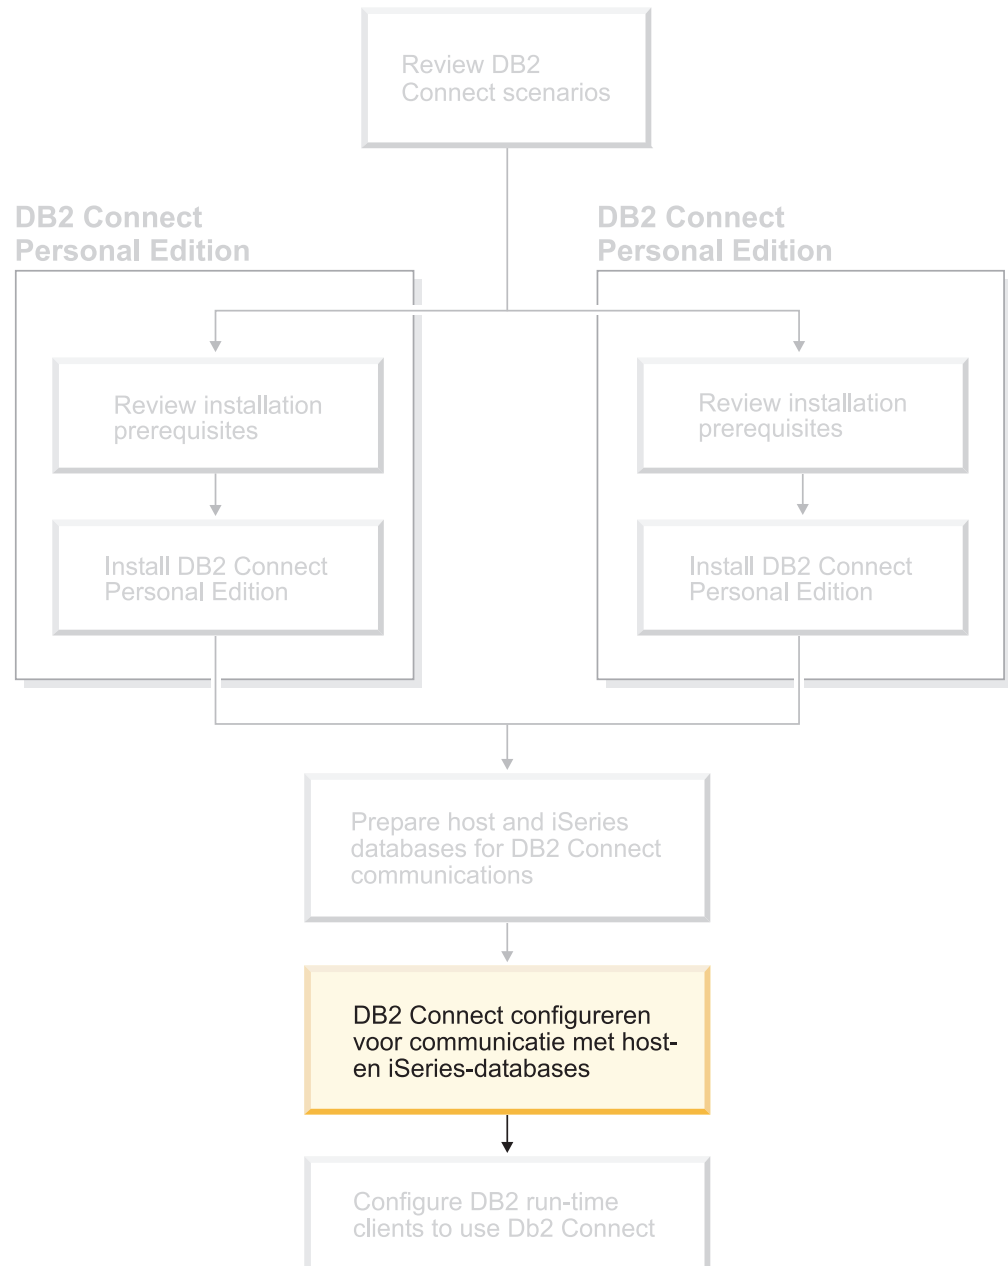 Review DB2
Connect scenarios
DB2 Connect
Personal Edition
Review installation
prerequisites
Install DB2 Connect
Personal Edition
DB2 Connect
Personal Edition
Review installation
prerequisites
Install DB2 Connect
Personal Edition
Prepare host and iSeries
databases for DB2 Connect
communications
DB2 Connect configureren
voor communicatie met host-
en iSeries-databases
Configure DB2 run-time
clients to use Db2 Connect